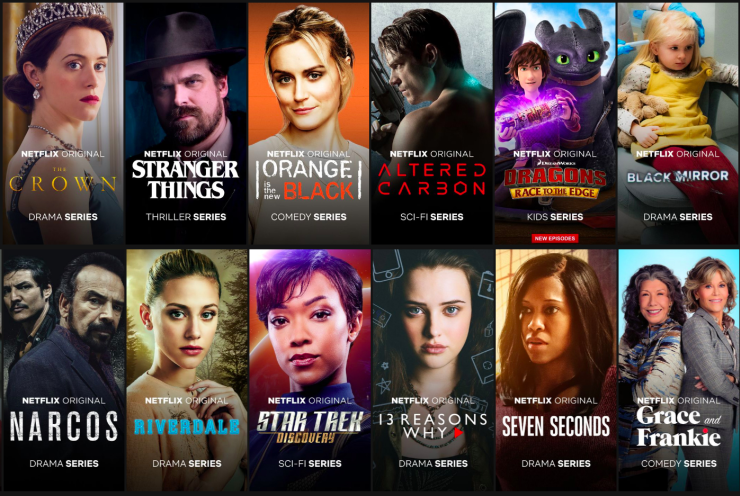 NETFLIX ORIGINAL
THE
CROWN
DRAMA SERIES
NETFLIX ORIGINAL
STRANGER
THINGS
THRILLER SERIES
NETFLIX ORIGINAL
ORANGE
is the new BLACK
COMEDY SERIES
NETFLIX ORIGINAL
ALTERED
CARBON
SCI-FI SERIES
NETFLIX ORIGINAL
DREAMWORKS
DRAGONS
RACE TO THE EDGE
KIDS SERIES
NEW EPISODES
NETFLIX ORIGINAL
BLACK MIRROR
DRAMA SERIES
NETFLIX ORIGINAL
NARCOS
DRAMA SERIES
NETFLIX ORIGINAL
RIVERDALE
DRAMA SERIES
NETFLIX ORIGINAL
STAR TREK
DISCOVERY
SCI-FI SERIES
NETFLIX ORIGINAL
13 REASONS
WHY
DRAMA SERIES
NETFLIX ORIGINAL
SEVEN SECONDS
DRAMA SERIES
NETFLIX ORIGINAL
Grace and
Frankie
COMEDY SERIES